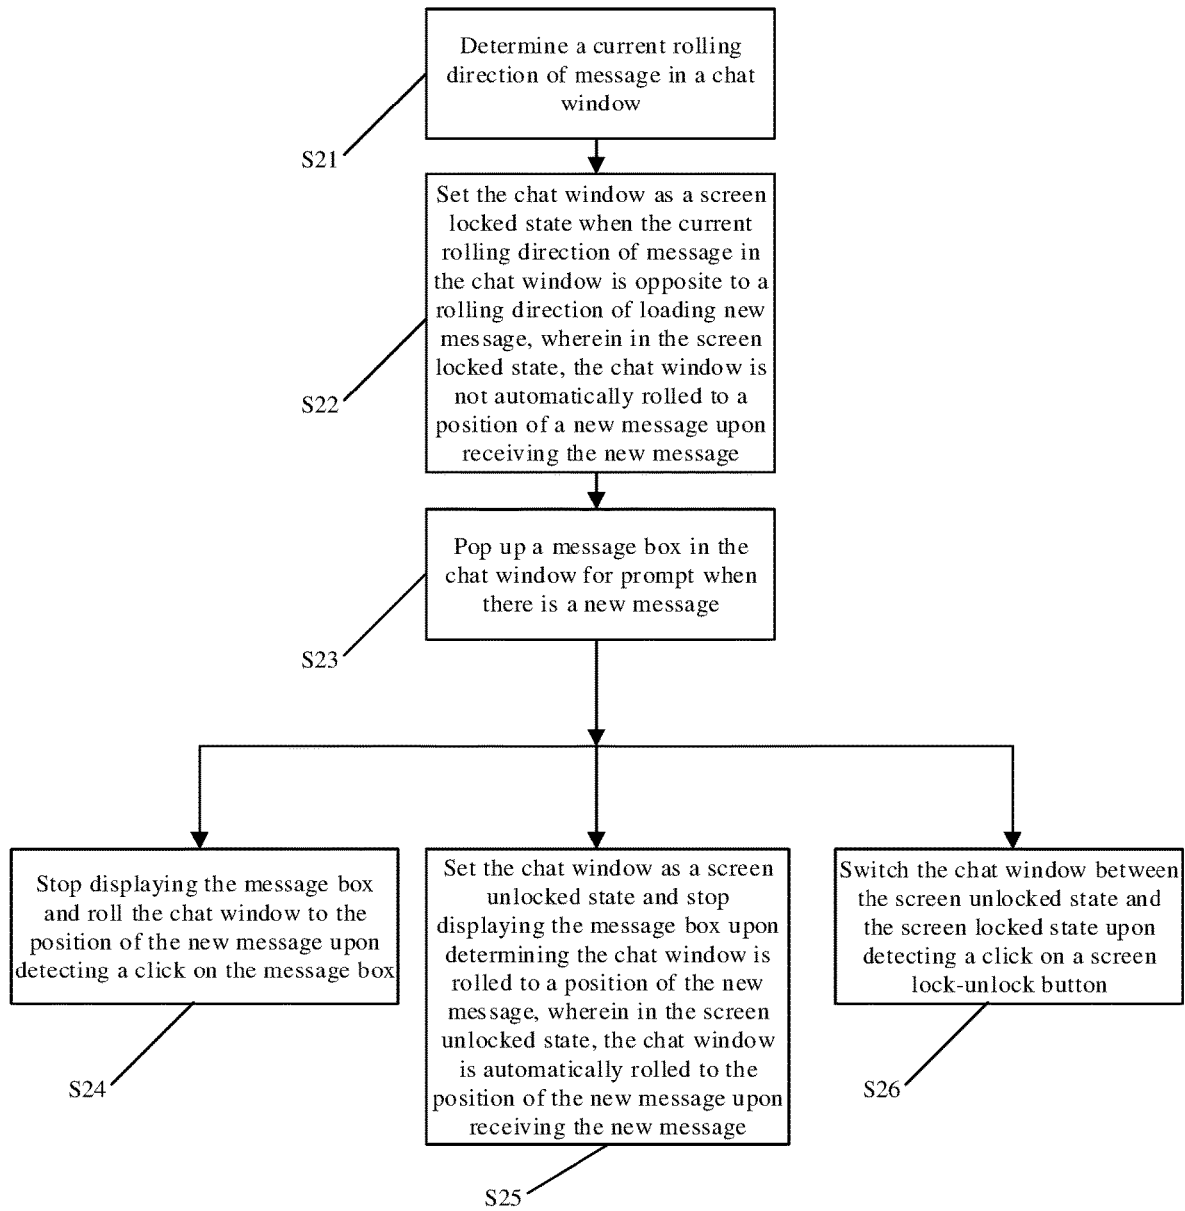 Determine a current rolling
direction of message in a chat
window
S21
Set the chat window as a screen
locked state when the current
rolling direction of message in
the chat window is opposite to a
rolling direction of loading new
message, wherein in the screen
locked state, the chat window is
not automatically rolled to a
position of a new message upon
receiving the new message
S22
Pop up a message box in the
chat window for prompt when
there is a new message
S23
Stop displaying the message box
and roll the chat window to the
position of the new message upon
detecting a click on the message box
S24
Set the chat window as a screen
unlocked state and stop
displaying the message box upon
determining the chat window is
rolled to a position of the new
message, wherein in the screen
unlocked state, the chat window
is automatically rolled to the
position of the new message upon
receiving the new message
S25
Switch the chat window between
the screen unlocked state and
the screen locked state upon
detecting a click on a screen
lock-unlock button
S26